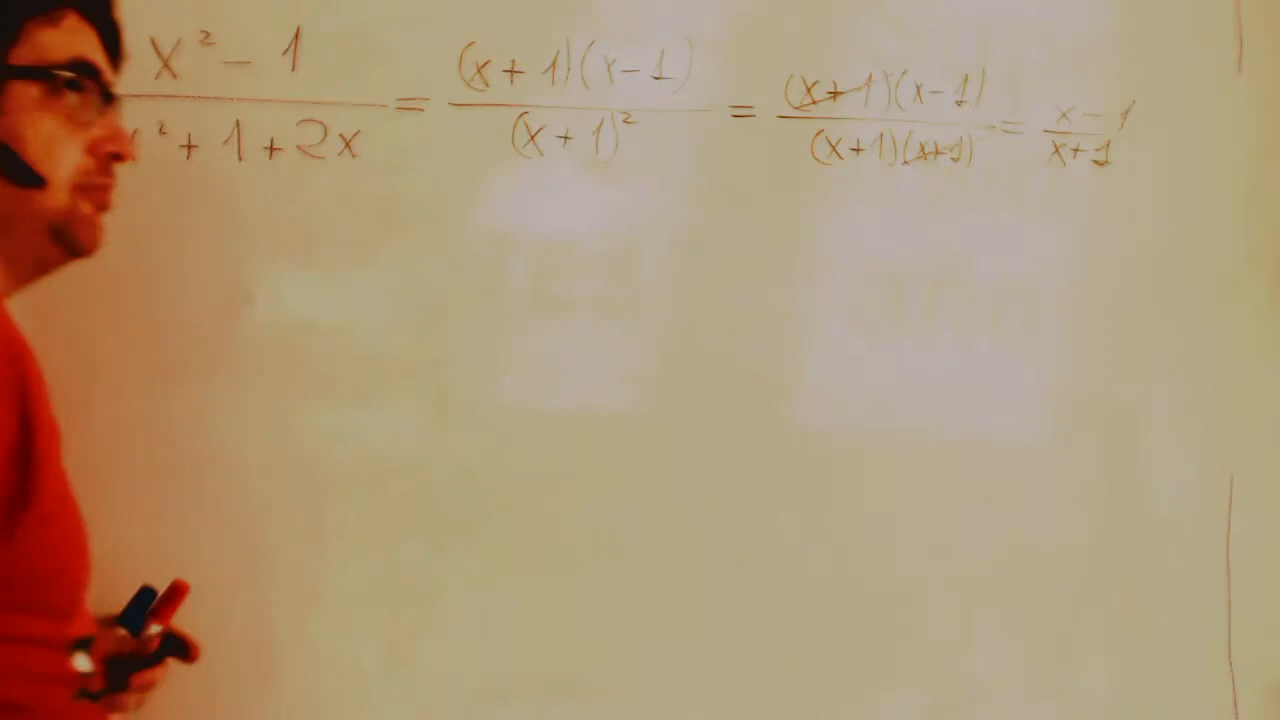 x² - 1 / x² + 1 + 2x = (x + 1)(x - 1) / (x + 1)² = (x + 1)(x - 1) / (x + 1)(x + 1) = x - 1 / x + 1